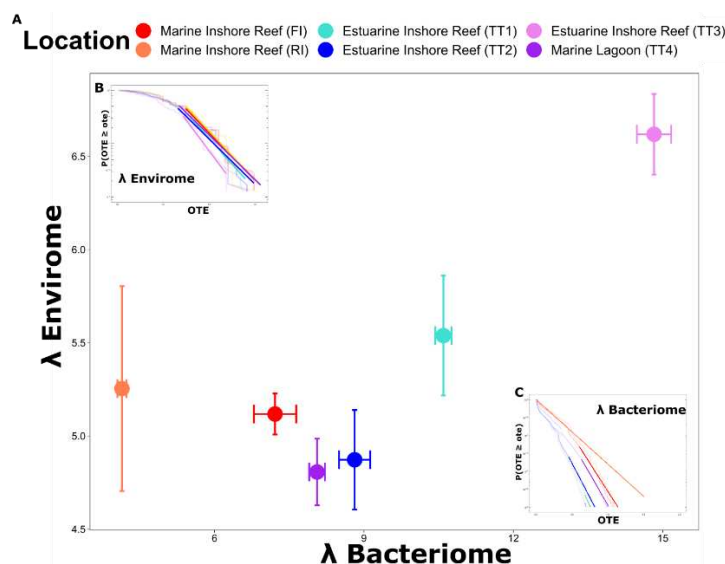 A
Location
Marine Inshore Reef (FI)
Estuarine Inshore Reef (TT1)
Estuarine Inshore Reef (TT3)
Marine Inshore Reef (RI)
Estuarine Inshore Reef (TT2)
Marine Lagoon (TT4)
B
P(OTE ≥ ote)
λ Envirome
OTE
λ Envirome
6.5
6.0
5.5
5.0
4.5
C
λ Bacteriome
P(OTE ≥ ote)
OTE
6
9
12
15
λ Bacteriome